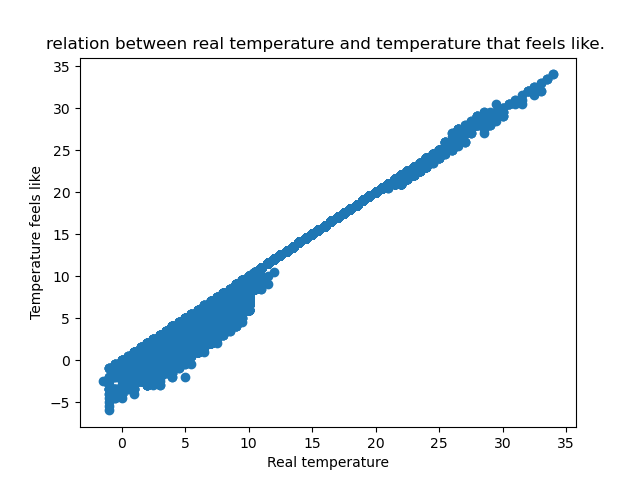 relation between real temperature and temperature that feels like.
35
30
25
20
15
10
5
0
−5
Temperature feels like
0 5 10 15 20 25 30 35
Real temperature